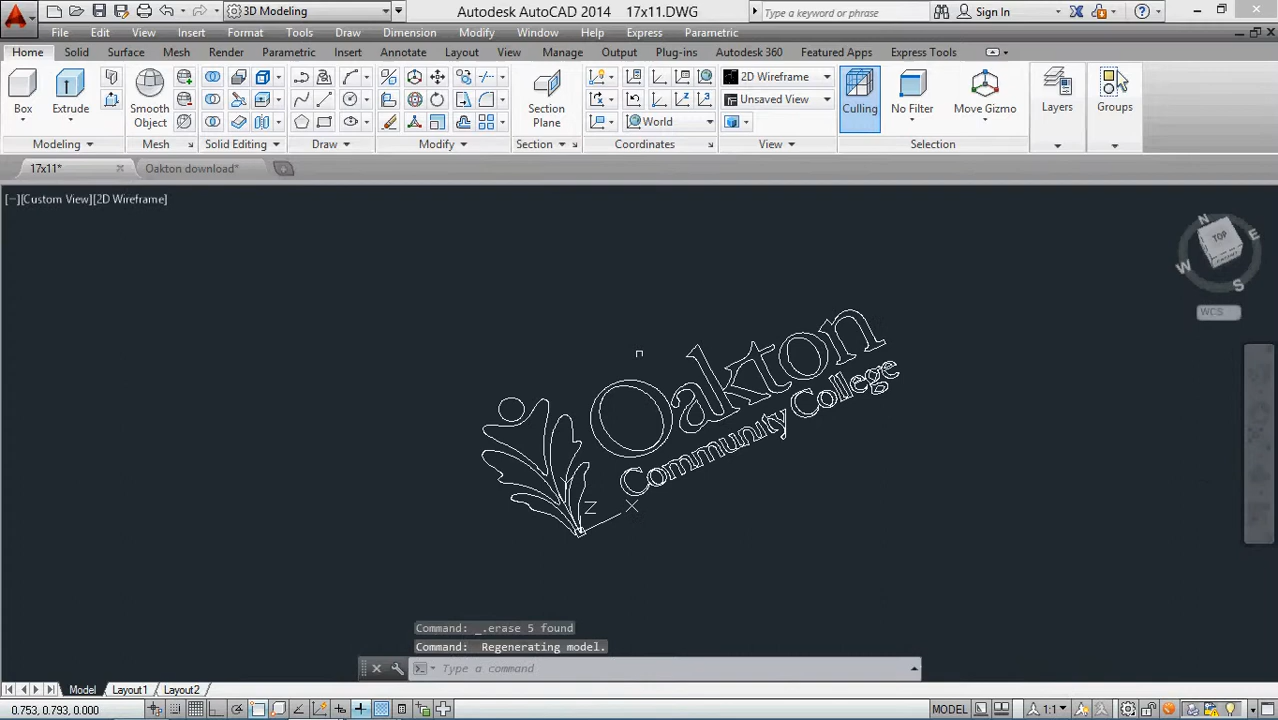 3D Modeling
Autodesk AutoCAD 2014 17x11.DWG
Type a keyword or phrase
Sign In
File Edit View Insert Format Tools Draw Dimension Modify Window Help Express Parametric
Home Solid Surface Mesh Render Parametric Insert Annotate Layout View Manage Output Plug-ins Autodesk 360 Featured Apps Express Tools
Box
Extrude
Smooth
Object
Section
Plane
2D Wireframe
Unsaved View
World
Culling
No Filter
Move Gizmo
Layers
Groups
Modeling
Mesh
Solid Editing
Draw
Modify
Section
Coordinates
View
Selection
17x11*
Oakton download*
[−][Custom View][2D Wireframe]
N
E
W
S
TOP
WCS
Oakton
Community College
Z
X
Command: _.erase 5 found
Command: Regenerating model.
Type a command
Model Layout1 Layout2
0.753, 0.793, 0.000
MODEL
1:1